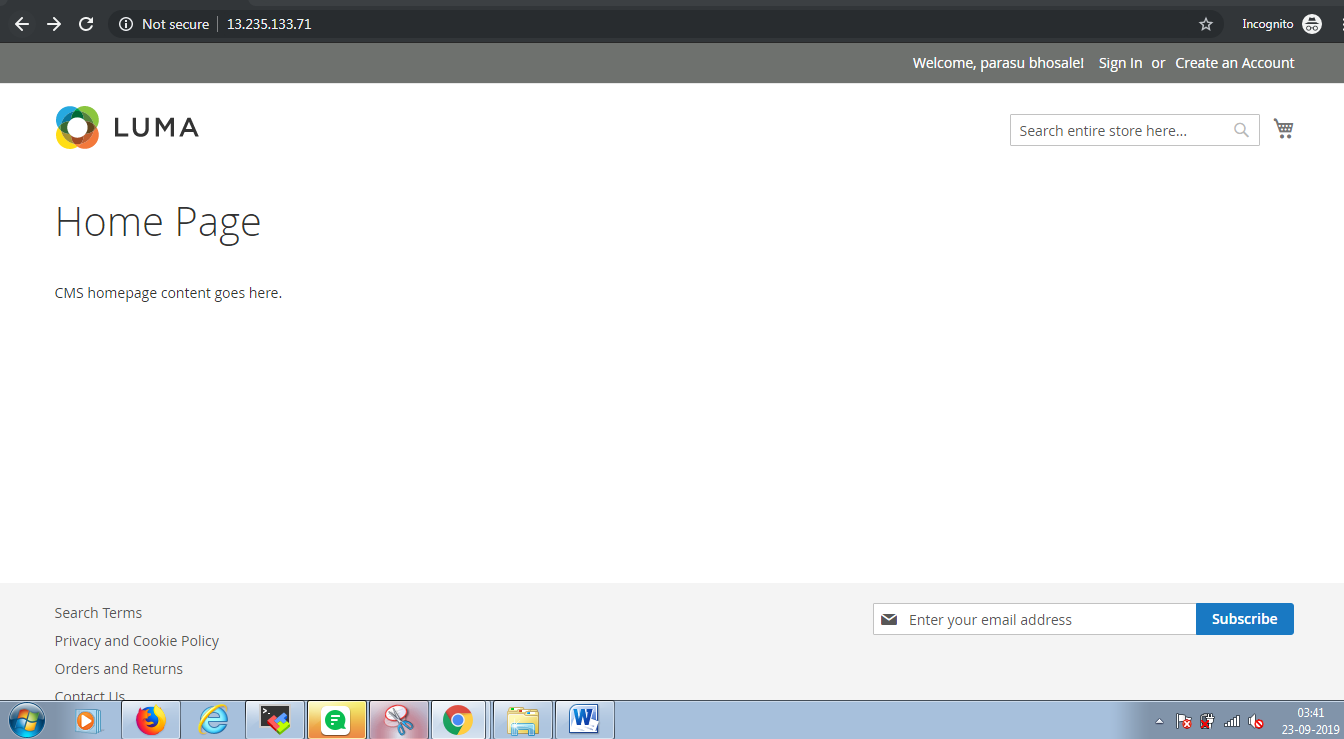 Not secure | 13.235.133.71
Incognito
Welcome, parasu bhosale! Sign In or Create an Account
LUMA
Search entire store here...
Home Page
CMS homepage content goes here.
Search Terms
Privacy and Cookie Policy
Orders and Returns
Contact Us
Enter your email address
Subscribe
03:41
23-09-2019